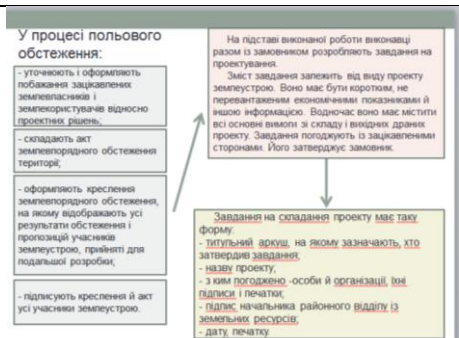 У процесі польового
обстеження:
- уточнюють і оформляють
побажання зацікавлених
землевласників і
землекористувачів відносно
проектних рішень;
- складають акт
землевпорядного обстеження
території;
- оформляють креслення
землевпорядного обстеження,
на якому відображають усі
результати обстеження і
пропозицій учасників
землеустрою, прийняті для
подальшої розробки;
- підписують креслення й акт
усі учасники землеустрою.
На підставі виконаної роботи виконавці
разом із замовником розробляють завдання на
проектування.
Зміст завдання залежить від виду проекту
землеустрою. Воно має бути коротким, не
перевантаженим економічними показниками й
іншою інформацією. Водночас воно має містити
всі основні вимоги зі складу і вихідних драних
проекту. Завдання погоджують із зацікавленими
сторонами. Його затверджує замовник.
Завдання на складання проекту має таку
форму:
- титульний аркуш, на якому зазначають, хто
затвердив завдання;
- назву проекту;
- з ким погоджено -особи й організації, їхні
підписи і печатки;
- підпис начальника районного відділу із
земельних ресурсів;
- дату, печатку.